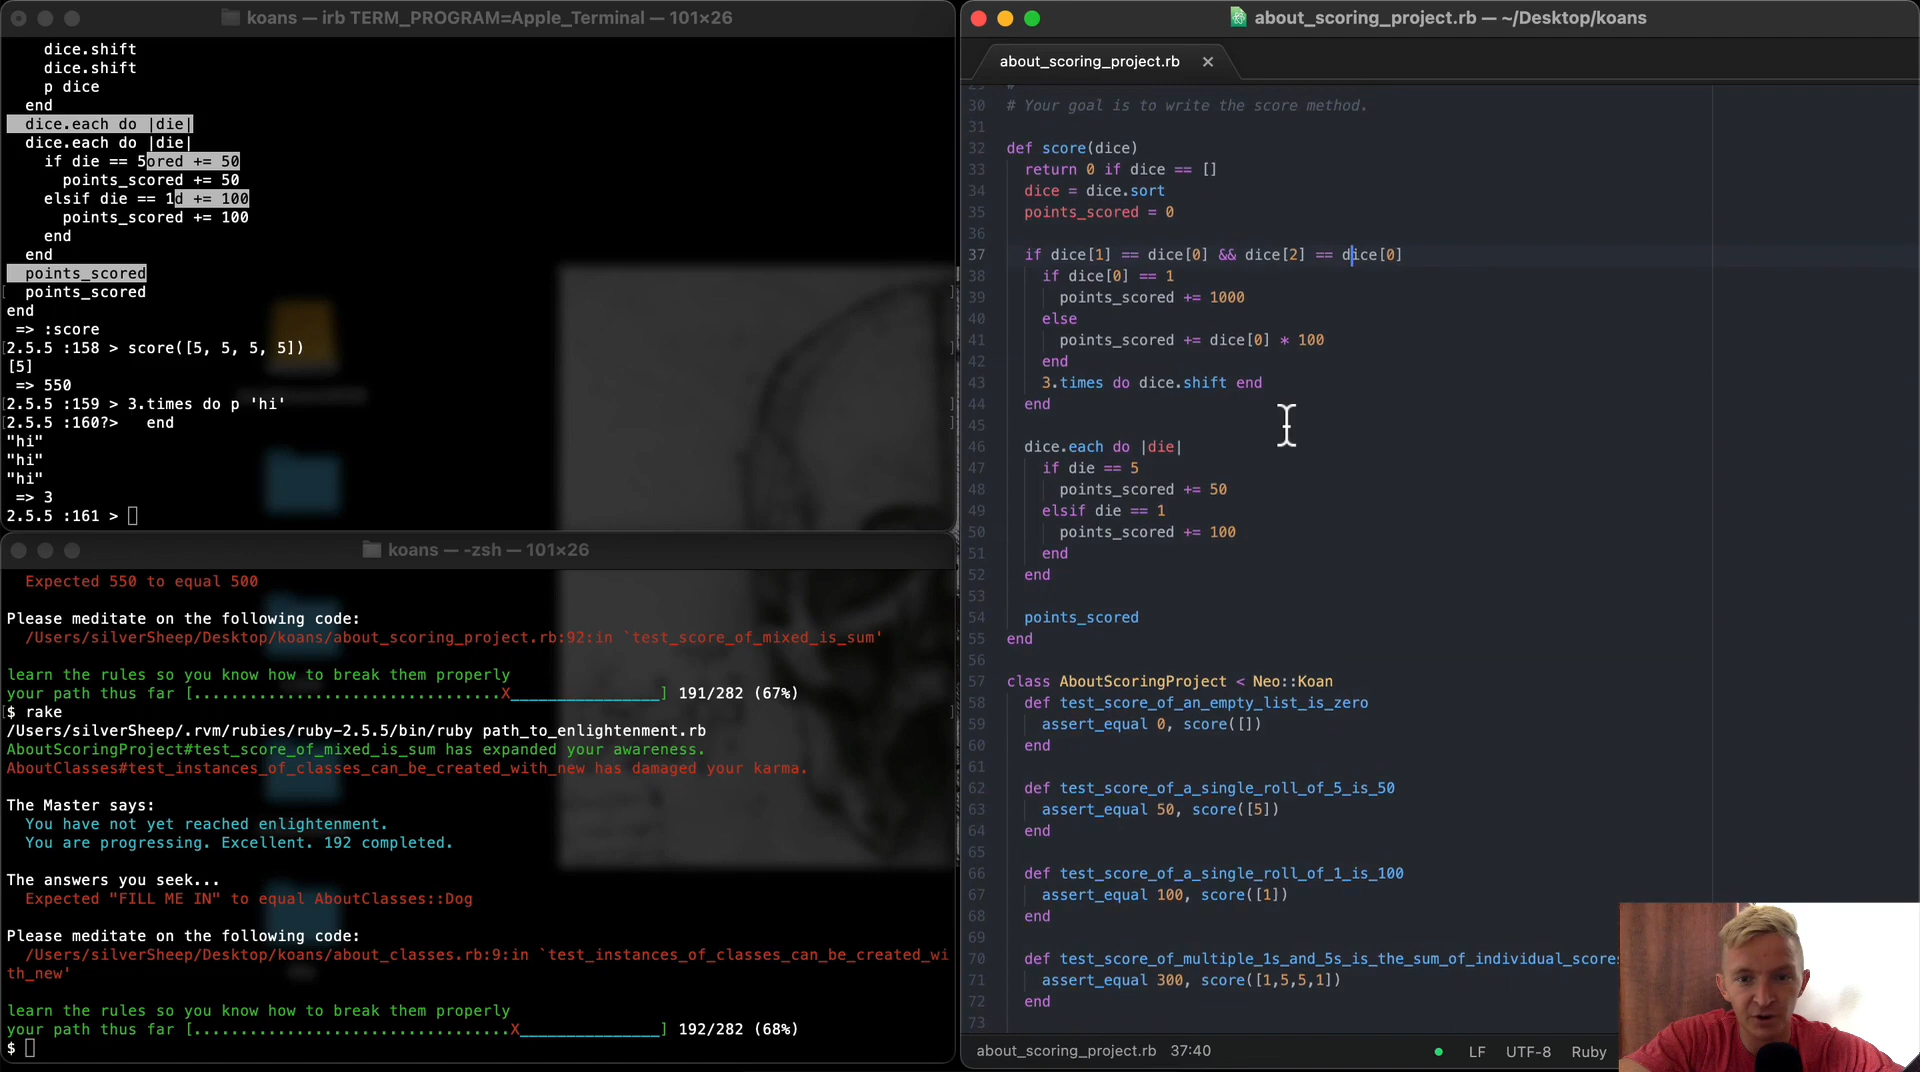 koans — irb TERM_PROGRAM=Apple_Terminal — 101×26
dice.shift
dice.shift
p dice
end
dice.each do |die|
dice.each do |die|
if die == 5ored += 50
points_scored += 50
elsif die == 1d += 100
points_scored += 100
end
end
points_scored
points_scored
end
=> :score
2.5.5 :158 > score([5, 5, 5, 5])
[5]
=> 550
2.5.5 :159 > 3.times do p 'hi'
2.5.5 :160?>   end
"hi"
"hi"
"hi"
=> 3
2.5.5 :161 >
koans — -zsh — 101×26
Expected 550 to equal 500
Please meditate on the following code:
/Users/silverSheep/Desktop/koans/about_scoring_project.rb:92:in `test_score_of_mixed_is_sum'
learn the rules so you know how to break them properly
your path thus far [..................................X_________________] 191/282 (67%)
$ rake
/Users/silverSheep/.rvm/rubies/ruby-2.5.5/bin/ruby path_to_enlightenment.rb
AboutScoringProject#test_score_of_mixed_is_sum has expanded your awareness.
AboutClasses#test_instances_of_classes_can_be_created_with_new has damaged your karma.
The Master says:
You have not yet reached enlightenment.
You are progressing. Excellent. 192 completed.
The answers you seek...
Expected "FILL ME IN" to equal AboutClasses::Dog
Please meditate on the following code:
/Users/silverSheep/Desktop/koans/about_classes.rb:9:in `test_instances_of_classes_can_be_created_wi
th_new'
learn the rules so you know how to break them properly
your path thus far [...................................X________________] 192/282 (68%)
$
about_scoring_project.rb — ~/Desktop/koans
about_scoring_project.rb ×
29 #
30 # Your goal is to write the score method.
31
32 def score(dice)
33 return 0 if dice == []
34 dice = dice.sort
35 points_scored = 0
36
37 if dice[1] == dice[0] && dice[2] == dice[0]
38 if dice[0] == 1
39 points_scored += 1000
40 else
41 points_scored += dice[0] * 100
42 end
43 3.times do dice.shift end
44 end
45
46 dice.each do |die|
47 if die == 5
48 points_scored += 50
49 elsif die == 1
50 points_scored += 100
51 end
52 end
53
54 points_scored
55 end
56
57 class AboutScoringProject < Neo::Koan
58 def test_score_of_an_empty_list_is_zero
59 assert_equal 0, score([])
60 end
61
62 def test_score_of_a_single_roll_of_5_is_50
63 assert_equal 50, score([5])
64 end
65
66 def test_score_of_a_single_roll_of_1_is_100
67 assert_equal 100, score([1])
68 end
69
70 def test_score_of_multiple_1s_and_5s_is_the_sum_of_individual_scores
71 assert_equal 300, score([1,5,5,1])
72 end
73
about_scoring_project.rb 37:40
LF UTF-8 Ruby